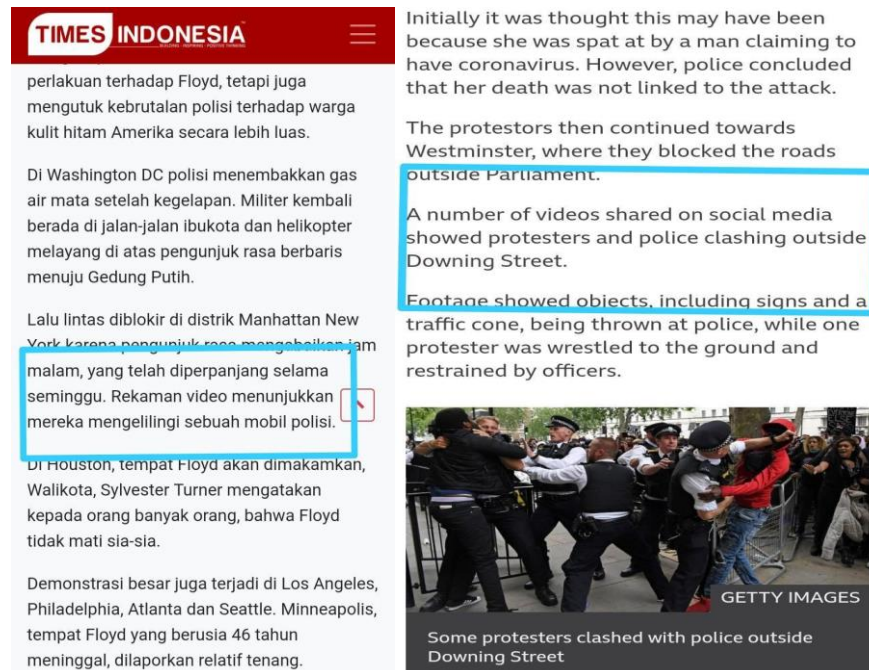 TIMES INDONESIA
BUILDING - INSPIRING - POSITIVE THINKING
perlakuan terhadap Floyd, tetapi juga
mengutuk kebrutalan polisi terhadap warga
kulit hitam Amerika secara lebih luas.
Di Washington DC polisi menembakkan gas
air mata setelah kegelapan. Militer kembali
berada di jalan-jalan ibukota dan helikopter
melayang di atas pengunjuk rasa berbaris
menuju Gedung Putih.
Lalu lintas diblokir di distrik Manhattan New
York karena pengunjuk rasa mengabaikan jam
malam, yang telah diperpanjang selama
seminggu. Rekaman video menunjukkan
mereka mengelilingi sebuah mobil polisi.
Di Houston, tempat Floyd akan dimakamkan,
Walikota, Sylvester Turner mengatakan
kepada orang banyak orang, bahwa Floyd
tidak mati sia-sia.
Demonstrasi besar juga terjadi di Los Angeles,
Philadelphia, Atlanta dan Seattle. Minneapolis,
tempat Floyd yang berusia 46 tahun
meninggal, dilaporkan relatif tenang.
Initially it was thought this may have been
because she was spat at by a man claiming to
have coronavirus. However, police concluded
that her death was not linked to the attack.
The protestors then continued towards
Westminster, where they blocked the roads
outside Parliament.
A number of videos shared on social media
showed protesters and police clashing outside
Downing Street.
Footage showed objects, including signs and a
traffic cone, being thrown at police, while one
protester was wrestled to the ground and
restrained by officers.
GETTY IMAGES
Some protesters clashed with police outside
Downing Street